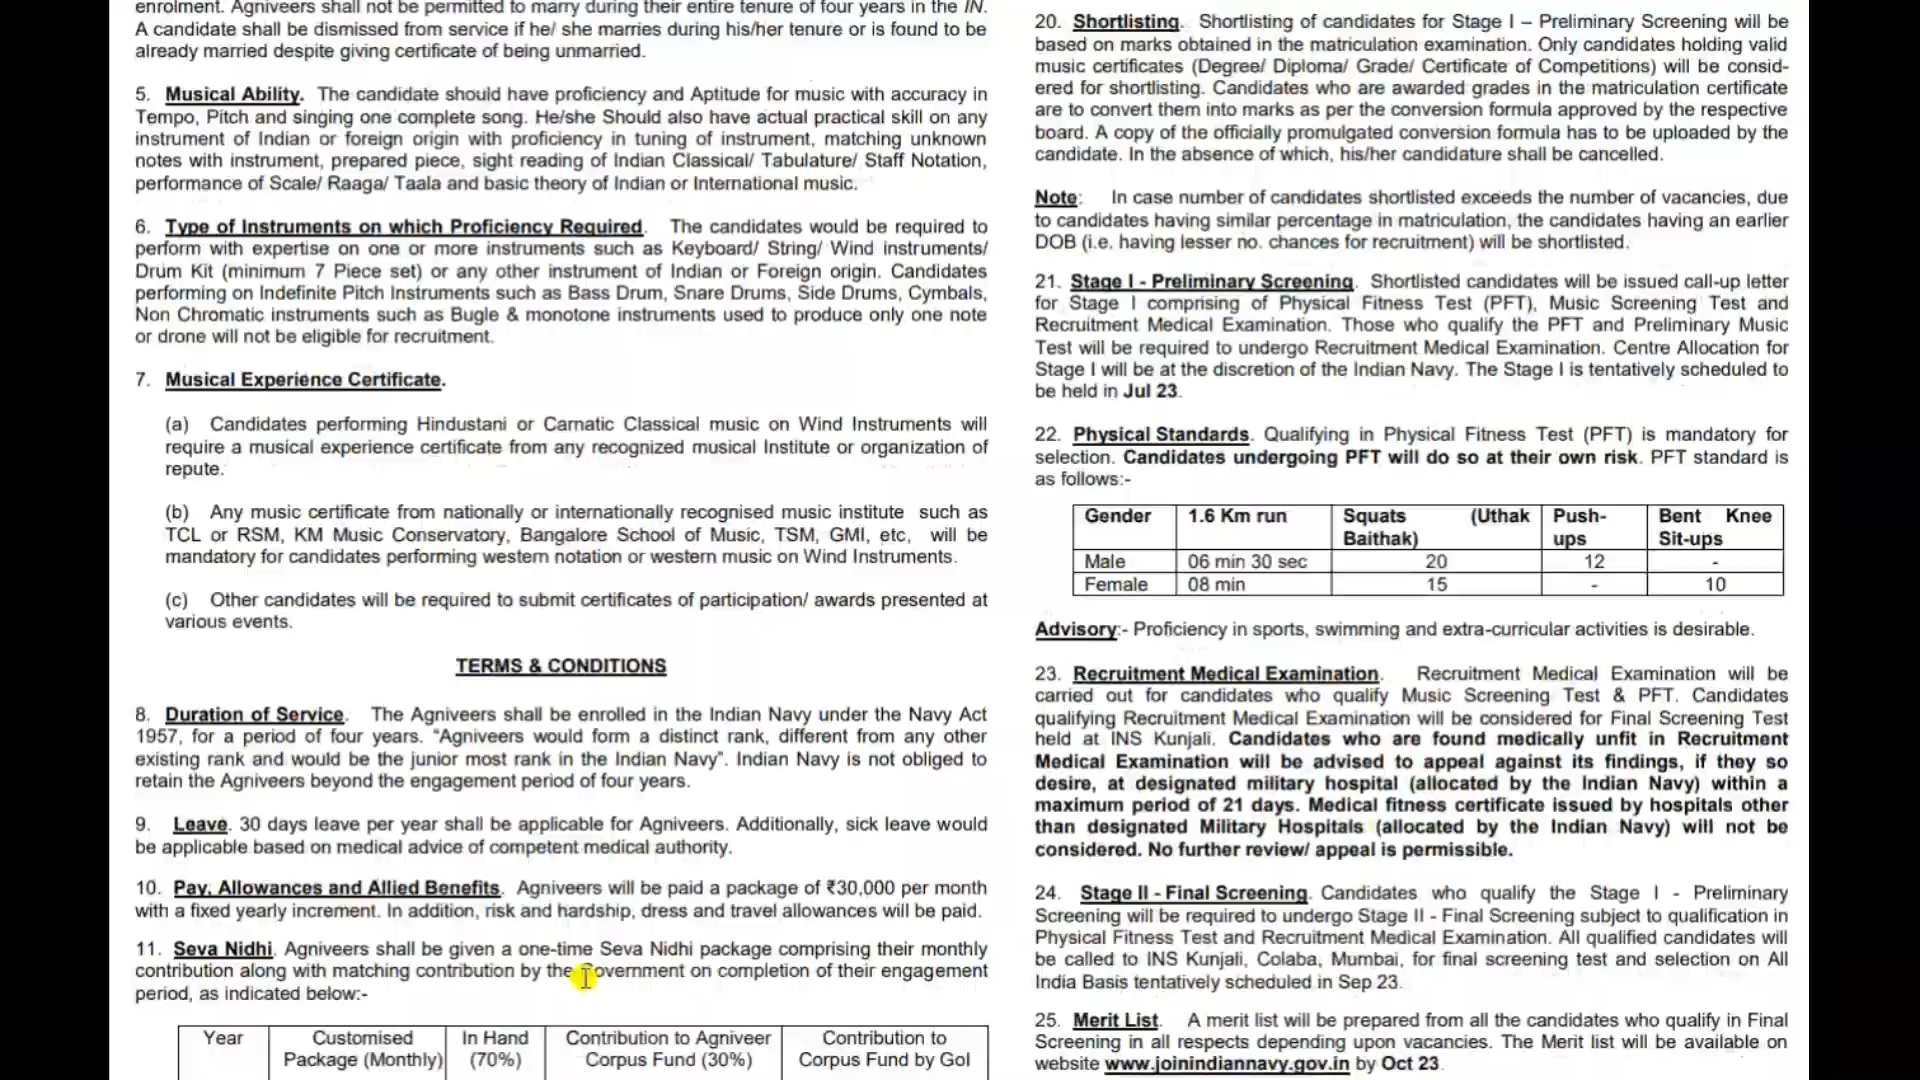 enrolment. Agniveers shall not be permitted to marry during their entire tenure of four years in the IN.
A candidate shall be dismissed from service if he/ she marries during his/her tenure or is found to be
already married despite giving certificate of being unmarried.
5. Musical Ability. The candidate should have proficiency and Aptitude for music with accuracy in
Tempo, Pitch and singing one complete song. He/she Should also have actual practical skill on any
instrument of Indian or foreign origin with proficiency in tuning of instrument, matching unknown
notes with instrument, prepared piece, sight reading of Indian Classical/ Tabulature/ Staff Notation,
performance of Scale/ Raaga/ Taala and basic theory of Indian or International music.
6. Type of Instruments on which Proficiency Required. The candidates would be required to
perform with expertise on one or more instruments such as Keyboard/ String/ Wind instruments/
Drum Kit (minimum 7 Piece set) or any other instrument of Indian or Foreign origin. Candidates
performing on Indefinite Pitch Instruments such as Bass Drum, Snare Drums, Side Drums, Cymbals,
Non Chromatic instruments such as Bugle & monotone instruments used to produce only one note
or drone will not be eligible for recruitment.
7. Musical Experience Certificate.
(a) Candidates performing Hindustani or Carnatic Classical music on Wind Instruments will
require a musical experience certificate from any recognized musical Institute or organization of
repute.
(b) Any music certificate from nationally or internationally recognised music institute such as
TCL or RSM, KM Music Conservatory, Bangalore School of Music, TSM, GMI, etc, will be
mandatory for candidates performing western notation or western music on Wind Instruments.
(c) Other candidates will be required to submit certificates of participation/ awards presented at
various events.
TERMS & CONDITIONS
8. Duration of Service. The Agniveers shall be enrolled in the Indian Navy under the Navy Act
1957, for a period of four years. "Agniveers would form a distinct rank, different from any other
existing rank and would be the junior most rank in the Indian Navy". Indian Navy is not obliged to
retain the Agniveers beyond the engagement period of four years.
9. Leave. 30 days leave per year shall be applicable for Agniveers. Additionally, sick leave would
be applicable based on medical advice of competent medical authority.
10. Pay, Allowances and Allied Benefits. Agniveers will be paid a package of ₹30,000 per month
with a fixed yearly increment. In addition, risk and hardship, dress and travel allowances will be paid.
11. Seva Nidhi. Agniveers shall be given a one-time Seva Nidhi package comprising their monthly
contribution along with matching contribution by the Government on completion of their engagement
period, as indicated below:-
Year Customised In Hand Contribution to Agniveer Contribution to
Package (Monthly) (70%) Corpus Fund (30%) Corpus Fund by GoI
20. Shortlisting. Shortlisting of candidates for Stage I – Preliminary Screening will be
based on marks obtained in the matriculation examination. Only candidates holding valid
music certificates (Degree/ Diploma/ Grade/ Certificate of Competitions) will be consid-
ered for shortlisting. Candidates who are awarded grades in the matriculation certificate
are to convert them into marks as per the conversion formula approved by the respective
board. A copy of the officially promulgated conversion formula has to be uploaded by the
candidate. In the absence of which, his/her candidature shall be cancelled.
Note: In case number of candidates shortlisted exceeds the number of vacancies, due
to candidates having similar percentage in matriculation, the candidates having an earlier
DOB (i.e. having lesser no. chances for recruitment) will be shortlisted.
21. Stage I - Preliminary Screening. Shortlisted candidates will be issued call-up letter
for Stage I comprising of Physical Fitness Test (PFT), Music Screening Test and
Recruitment Medical Examination. Those who qualify the PFT and Preliminary Music
Test will be required to undergo Recruitment Medical Examination. Centre Allocation for
Stage I will be at the discretion of the Indian Navy. The Stage I is tentatively scheduled to
be held in Jul 23.
22. Physical Standards. Qualifying in Physical Fitness Test (PFT) is mandatory for
selection. Candidates undergoing PFT will do so at their own risk. PFT standard is
as follows:-
Gender 1.6 Km run Squats (Uthak Push- Bent Knee
Baithak) ups Sit-ups
Male 06 min 30 sec 20 12 -
Female 08 min 15 - 10
Advisory:- Proficiency in sports, swimming and extra-curricular activities is desirable.
23. Recruitment Medical Examination. Recruitment Medical Examination will be
carried out for candidates who qualify Music Screening Test & PFT. Candidates
qualifying Recruitment Medical Examination will be considered for Final Screening Test
held at INS Kunjali. Candidates who are found medically unfit in Recruitment
Medical Examination will be advised to appeal against its findings, if they so
desire, at designated military hospital (allocated by the Indian Navy) within a
maximum period of 21 days. Medical fitness certificate issued by hospitals other
than designated Military Hospitals (allocated by the Indian Navy) will not be
considered. No further review/ appeal is permissible.
24. Stage II - Final Screening. Candidates who qualify the Stage I - Preliminary
Screening will be required to undergo Stage II - Final Screening subject to qualification in
Physical Fitness Test and Recruitment Medical Examination. All qualified candidates will
be called to INS Kunjali, Colaba, Mumbai, for final screening test and selection on All
India Basis tentatively scheduled in Sep 23.
25. Merit List. A merit list will be prepared from all the candidates who qualify in Final
Screening in all respects depending upon vacancies. The Merit list will be available on
website www.joinindiannavy.gov.in by Oct 23.